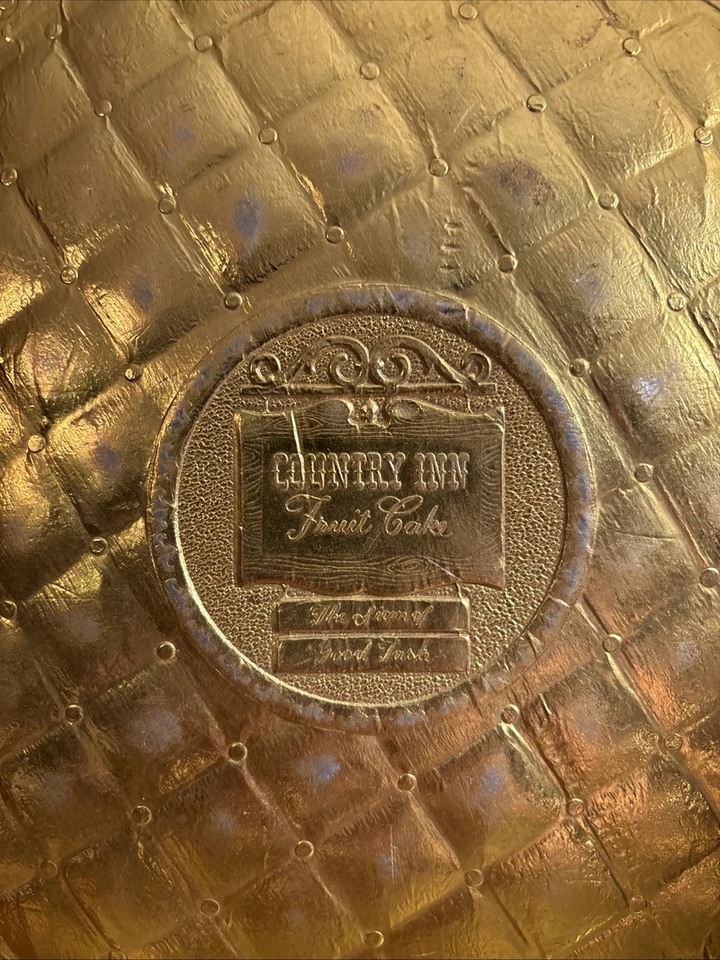 COUNTRY INN
Fruit Cake
The Sign of
Good Taste